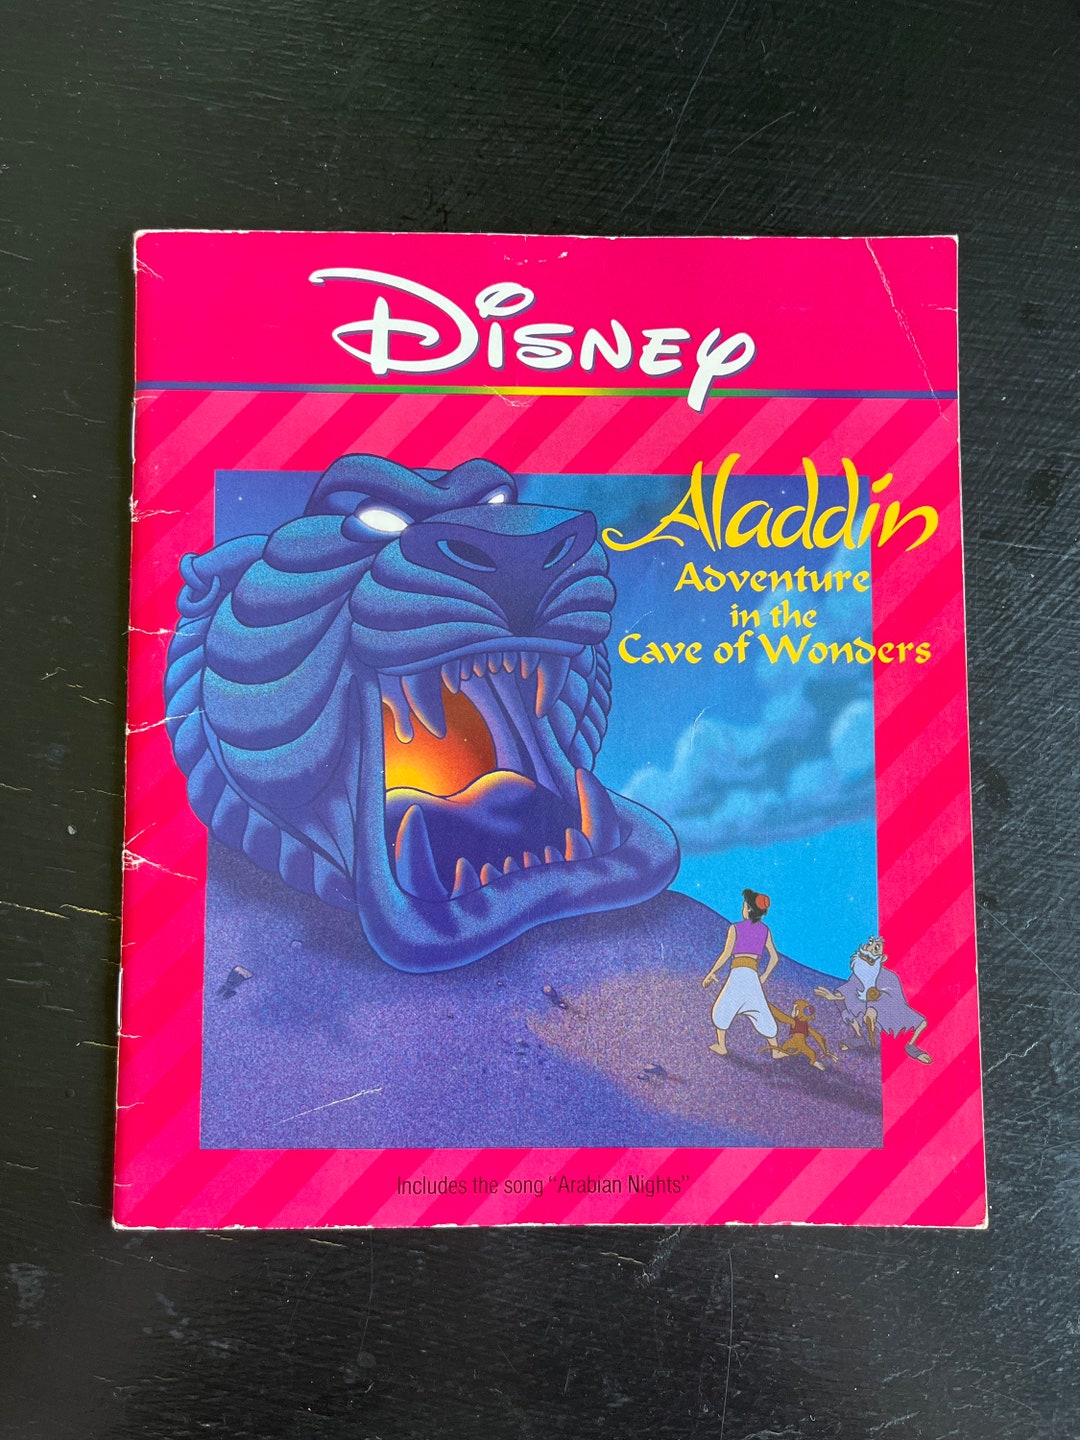 Disney
Aladdin
Adventure
in the
Cave of Wonders
Includes the song "Arabian Nights"